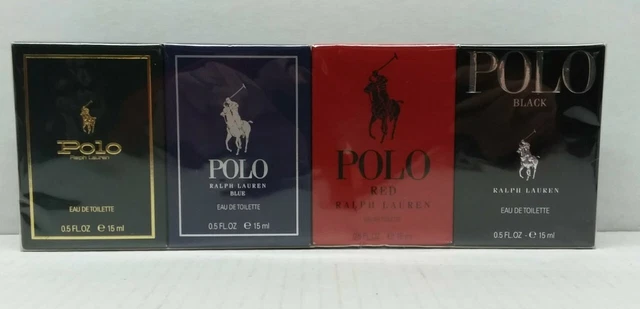 Polo
Ralph Lauren
EAU DE TOILETTE
0.5 FL.OZ ℮ 15 ml
POLO
RALPH LAUREN
BLUE
EAU DE TOILETTE
0.5 FL.OZ ℮ 15 ml
POLO
RED
RALPH LAUREN
POLO
BLACK
RALPH LAUREN
EAU DE TOILETTE
0.5 FL.OZ - ℮ 15 ml